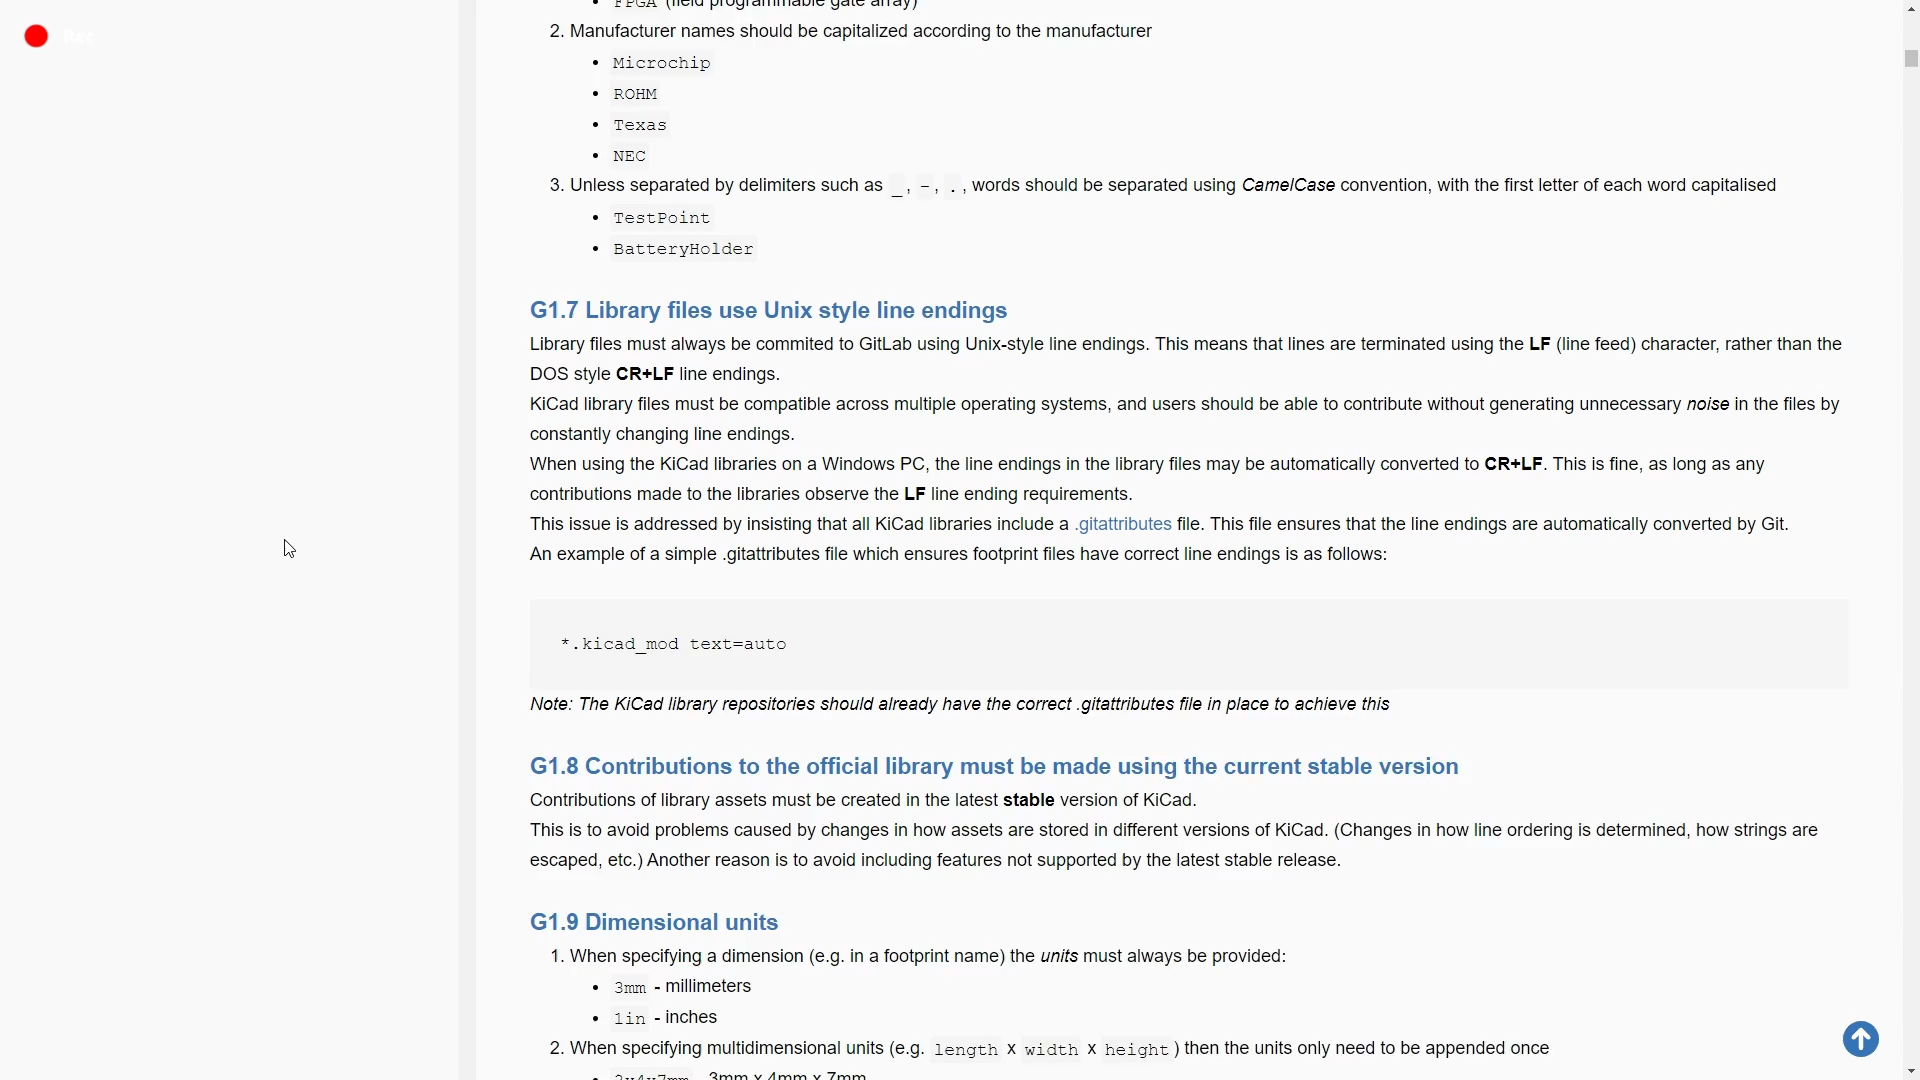 FPGA (field programmable gate array)
2. Manufacturer names should be capitalized according to the manufacturer
• Microchip
• ROHM
• Texas
• NEC
3. Unless separated by delimiters such as _, -, ., words should be separated using CamelCase convention, with the first letter of each word capitalised
• TestPoint
• BatteryHolder
G1.7 Library files use Unix style line endings
Library files must always be commited to GitLab using Unix-style line endings. This means that lines are terminated using the LF (line feed) character, rather than the
DOS style CR+LF line endings.
KiCad library files must be compatible across multiple operating systems, and users should be able to contribute without generating unnecessary noise in the files by
constantly changing line endings.
When using the KiCad libraries on a Windows PC, the line endings in the library files may be automatically converted to CR+LF. This is fine, as long as any
contributions made to the libraries observe the LF line ending requirements.
This issue is addressed by insisting that all KiCad libraries include a .gitattributes file. This file ensures that the line endings are automatically converted by Git.
An example of a simple .gitattributes file which ensures footprint files have correct line endings is as follows:
*.kicad_mod text=auto
Note: The KiCad library repositories should already have the correct .gitattributes file in place to achieve this
G1.8 Contributions to the official library must be made using the current stable version
Contributions of library assets must be created in the latest stable version of KiCad.
This is to avoid problems caused by changes in how assets are stored in different versions of KiCad. (Changes in how line ordering is determined, how strings are
escaped, etc.) Another reason is to avoid including features not supported by the latest stable release.
G1.9 Dimensional units
1. When specifying a dimension (e.g. in a footprint name) the units must always be provided:
• 3mm - millimeters
• 1in - inches
2. When specifying multidimensional units (e.g. length x width x height) then the units only need to be appended once
• 3x4x7mm - 3mm x 4mm x 7mm